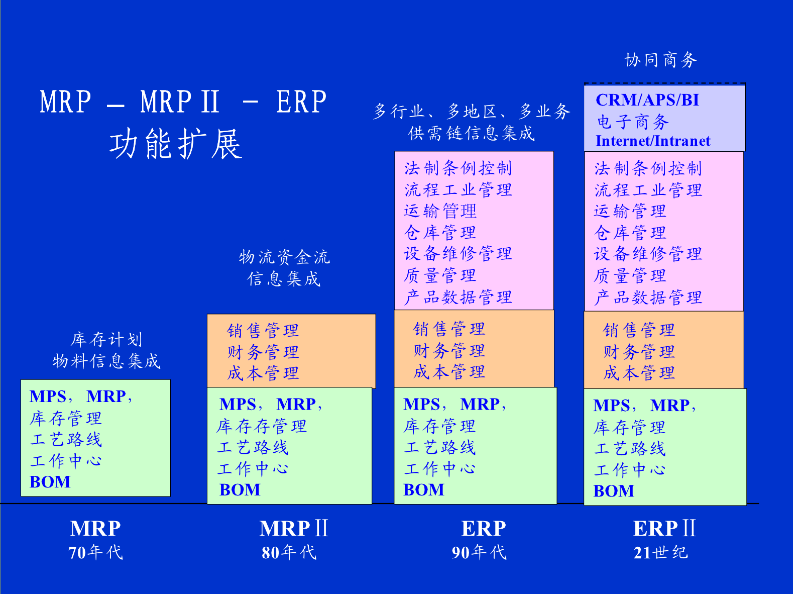 MRP – MRPⅡ － ERP
功能扩展
库存计划
物料信息集成
MPS，MRP，
库存管理
工艺路线
工作中心
BOM
MRP
70年代
物流资金流
信息集成
销售管理
财务管理
成本管理
MPS，MRP，
库存存管理
工艺路线
工作中心
BOM
MRPⅡ
80年代
多行业、多地区、多业务
供需链信息集成
法制条例控制
流程工业管理
运输管理
仓库管理
设备维修管理
质量管理
产品数据管理
销售管理
财务管理
成本管理
MPS，MRP，
库存管理
工艺路线
工作中心
BOM
ERP
90年代
协同商务
CRM/APS/BI
电子商务
Internet/Intranet
法制条例控制
流程工业管理
运输管理
仓库管理
设备维修管理
质量管理
产品数据管理
销售管理
财务管理
成本管理
MPS，MRP，
库存管理
工艺路线
工作中心
BOM
ERPⅡ
21世纪